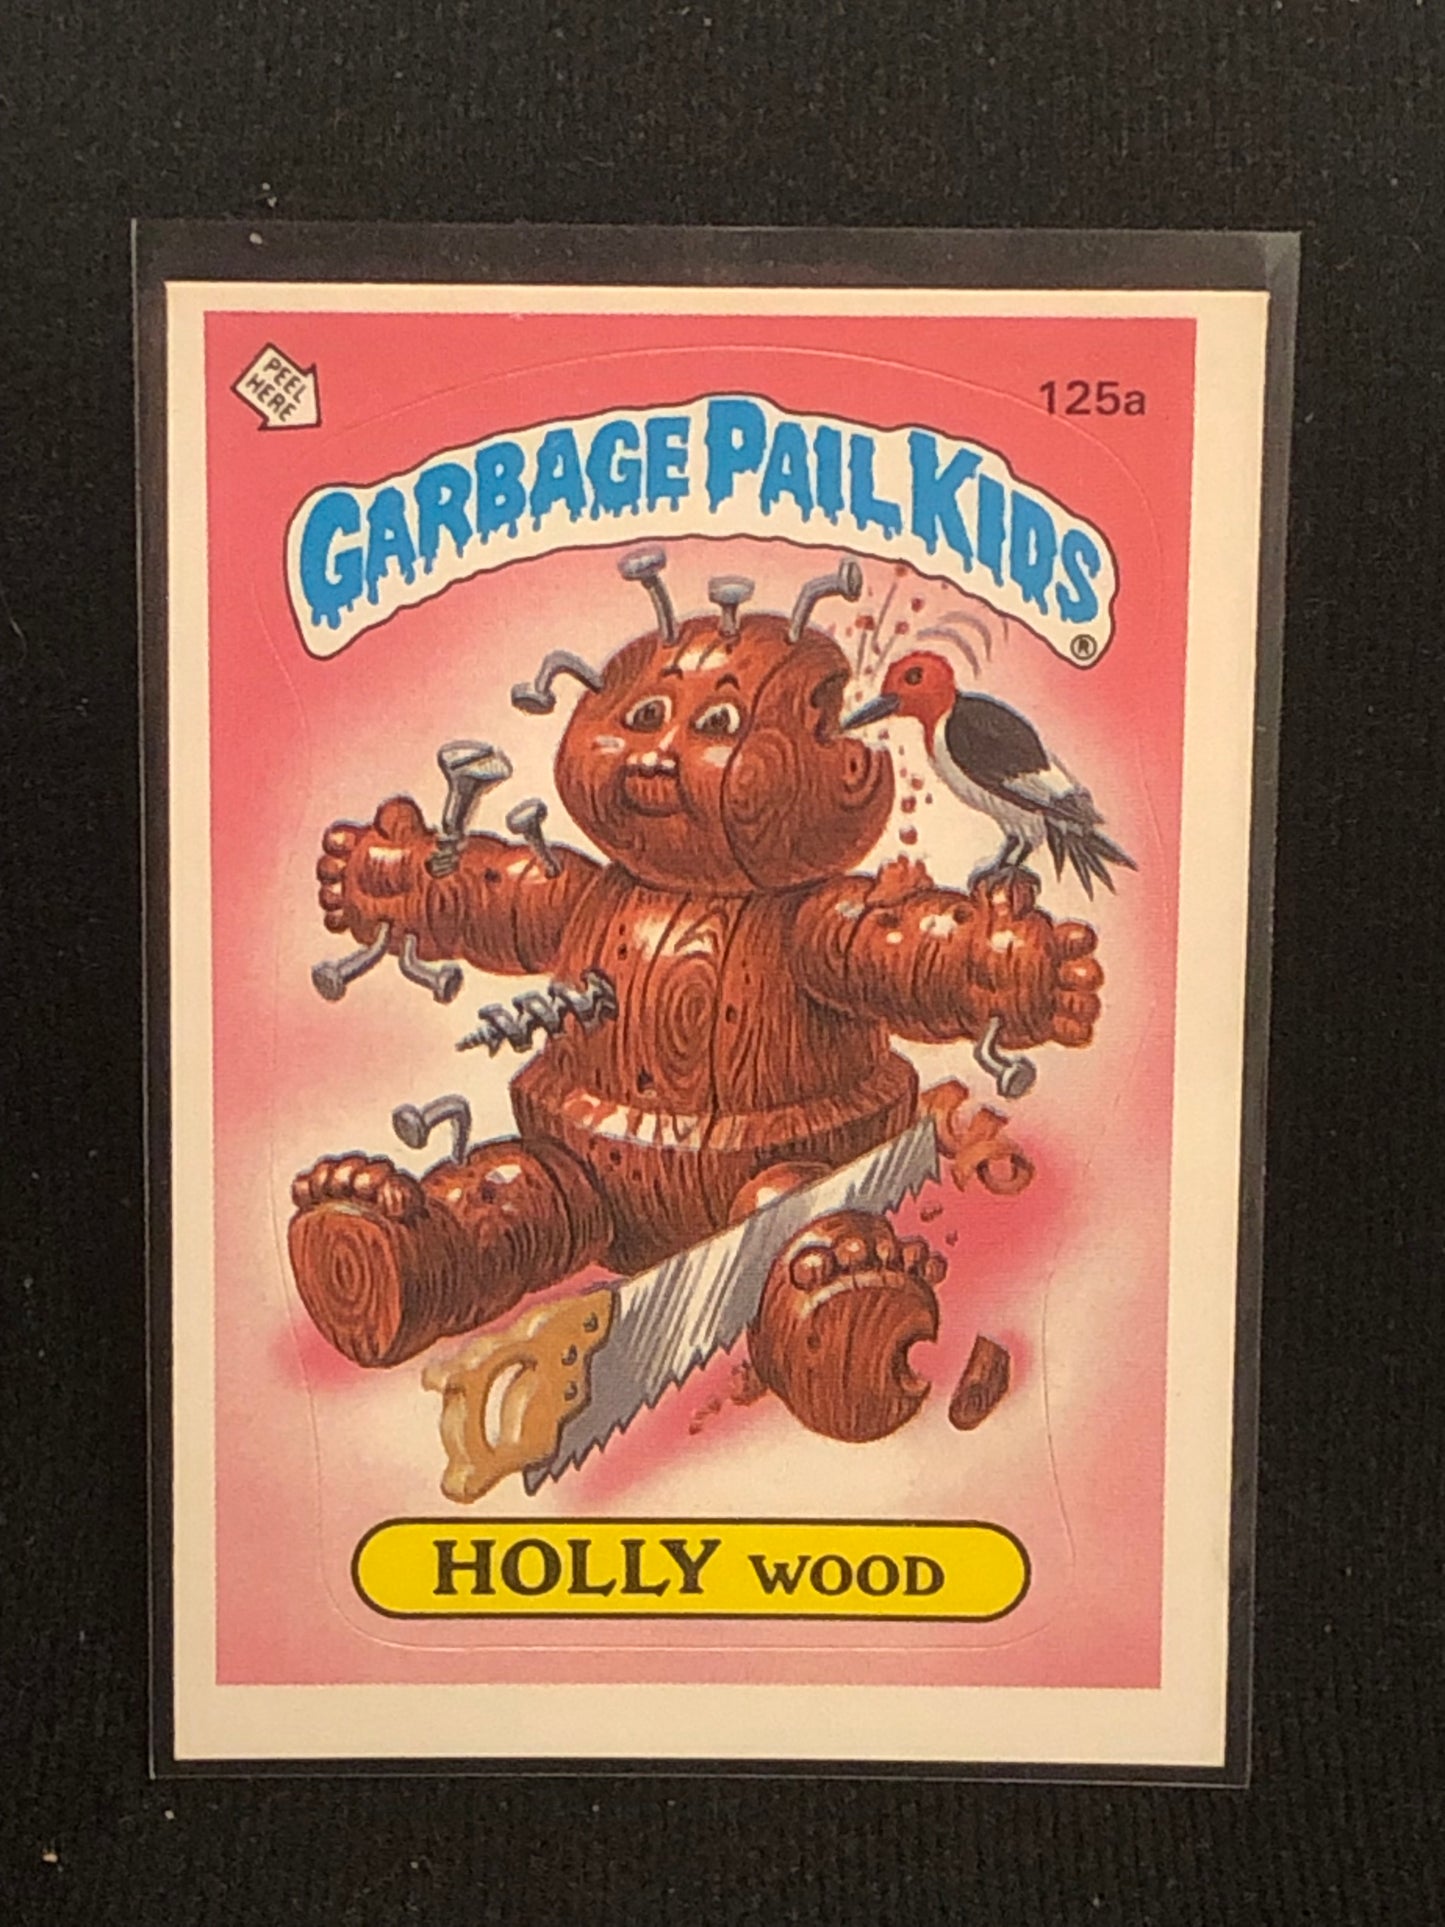 PEEL
HERE
125a
GARBAGE PAIL KIDS
®
HOLLY WOOD